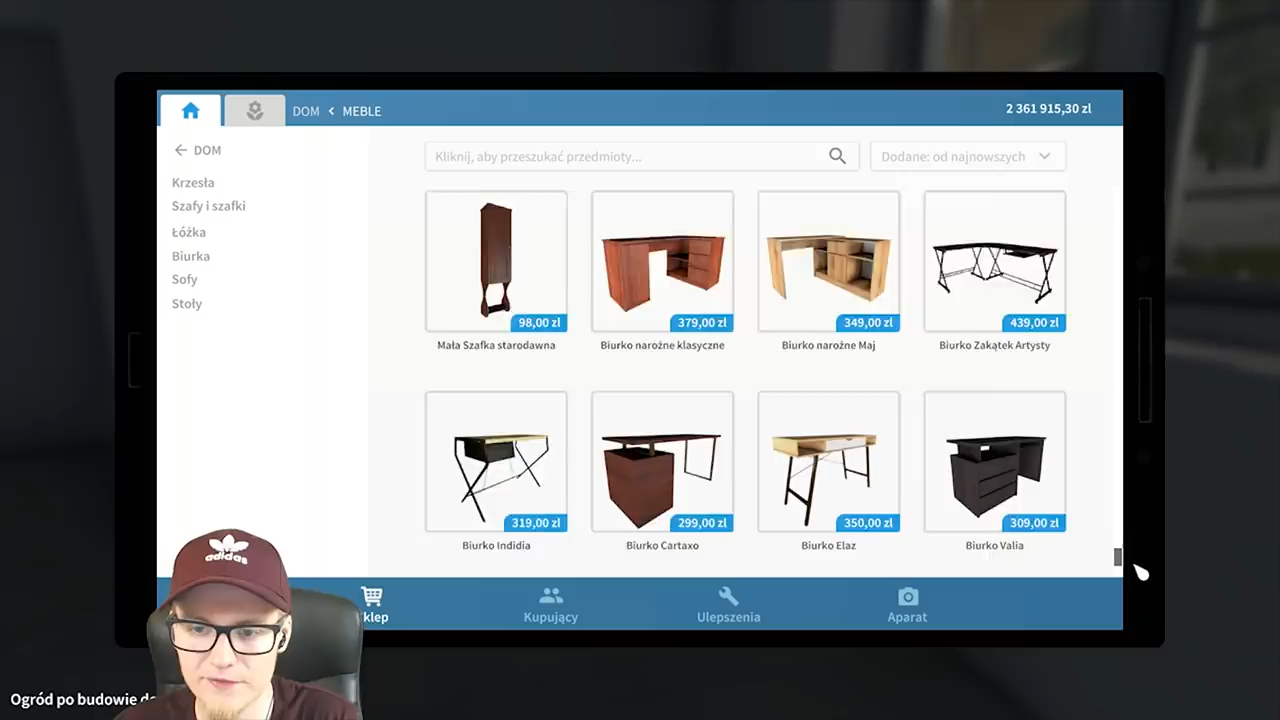 DOM < MEBLE
2 361 915,30 zl
← DOM
Krzesła
Szafy i szafki
Łóżka
Biurka
Sofy
Stoły
Kliknij, aby przeszukać przedmioty...
Dodane: od najnowszych
98,00 zl
379,00 zl
349,00 zl
439,00 zl
Mała Szafka starodawna
Biurko narożne klasyczne
Biurko narożne Maj
Biurko Zakątek Artysty
319,00 zl
299,00 zl
350,00 zl
309,00 zl
Biurko Indidia
Biurko Cartaxo
Biurko Elaz
Biurko Valia
klep
Kupujący
Ulepszenia
Aparat
adidas
Ogród po budowie